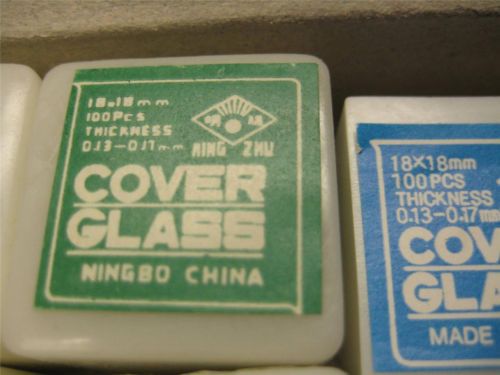 18×18mm
100Pcs
THICKNESS
0.13-0.17mm
MING ZHU
COVER
GLASS
NINGBO CHINA
18×18mm
100PCS
THICKNESS
0.13-0.17m
COV
GLA
MADE